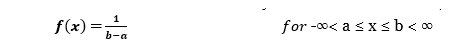 f(x) = 1/(b−a) for -∞< a ≤ x ≤ b < ∞